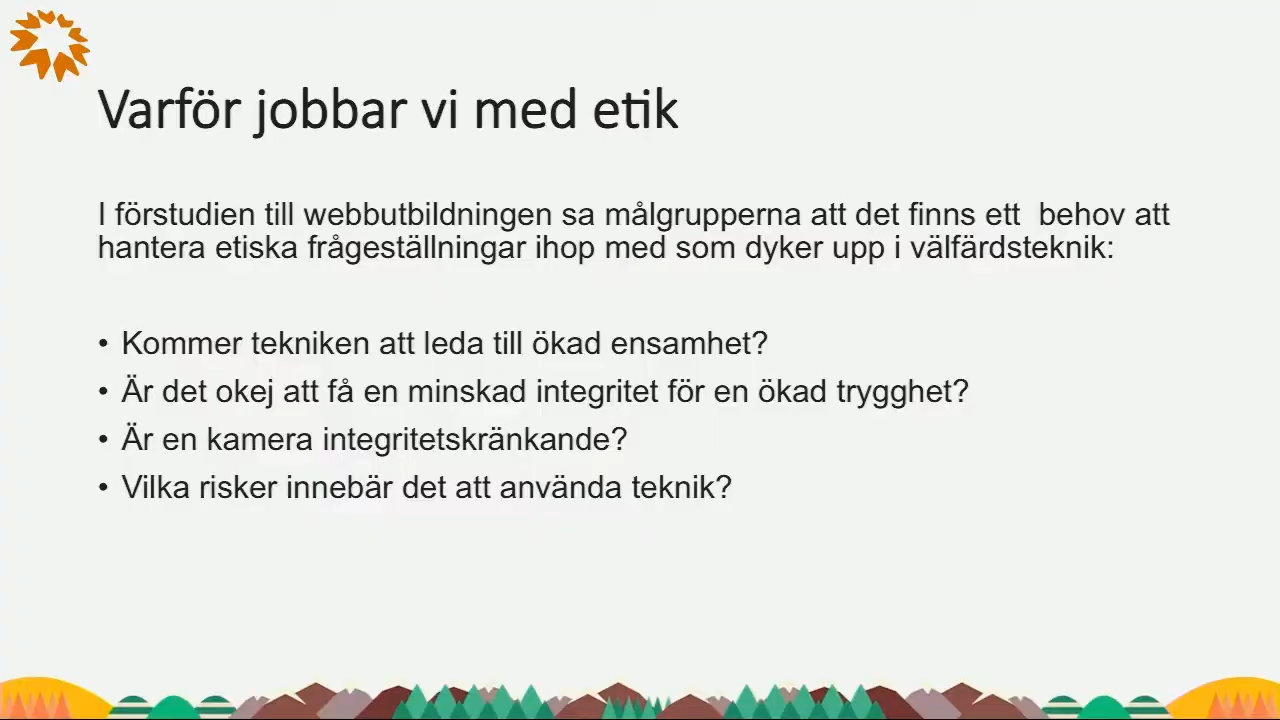 Varför jobbar vi med etik
I förstudien till webbutbildningen sa målgrupperna att det finns ett  behov att
hantera etiska frågeställningar ihop med som dyker upp i välfärdsteknik:
• Kommer tekniken att leda till ökad ensamhet?
• Är det okej att få en minskad integritet för en ökad trygghet?
• Är en kamera integritetskränkande?
• Vilka risker innebär det att använda teknik?